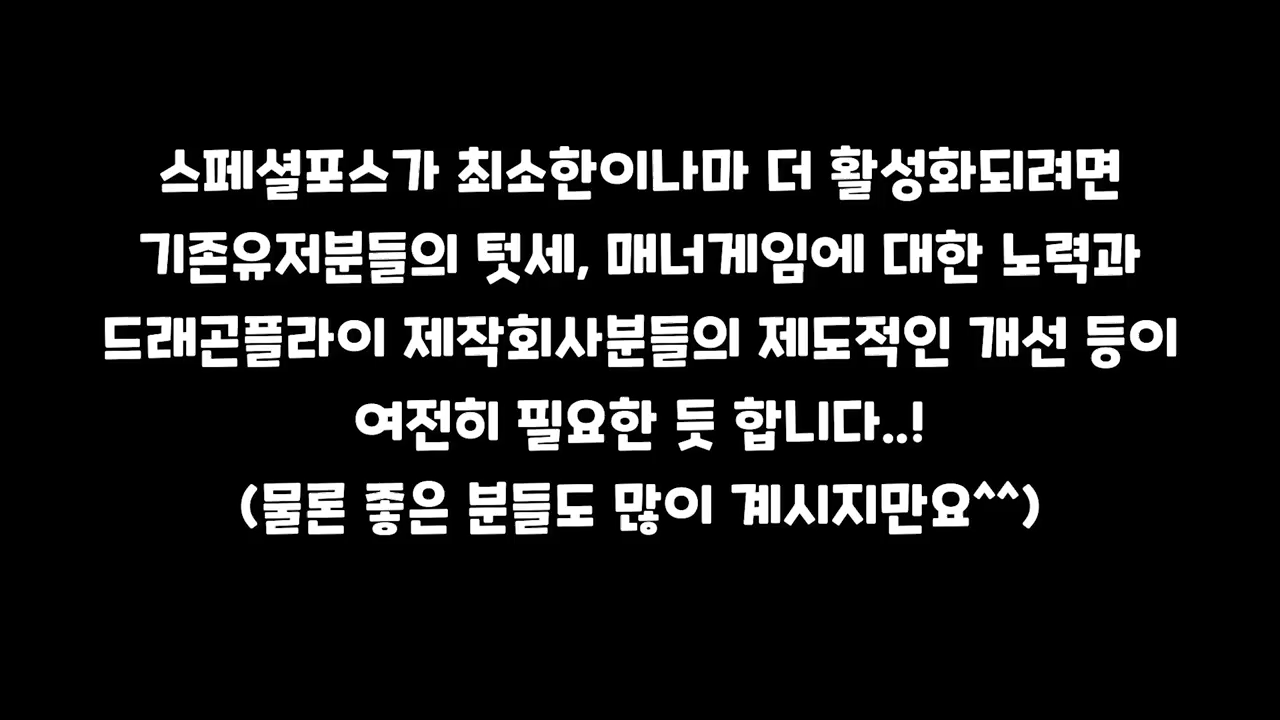 스페셜포스가 최소한이나마 더 활성화되려면
기존유저분들의 텃세, 매너게임에 대한 노력과
드래곤플라이 제작회사분들의 제도적인 개선 등이
여전히 필요한 듯 합니다..!
(물론 좋은 분들도 많이 계시지만요^^)